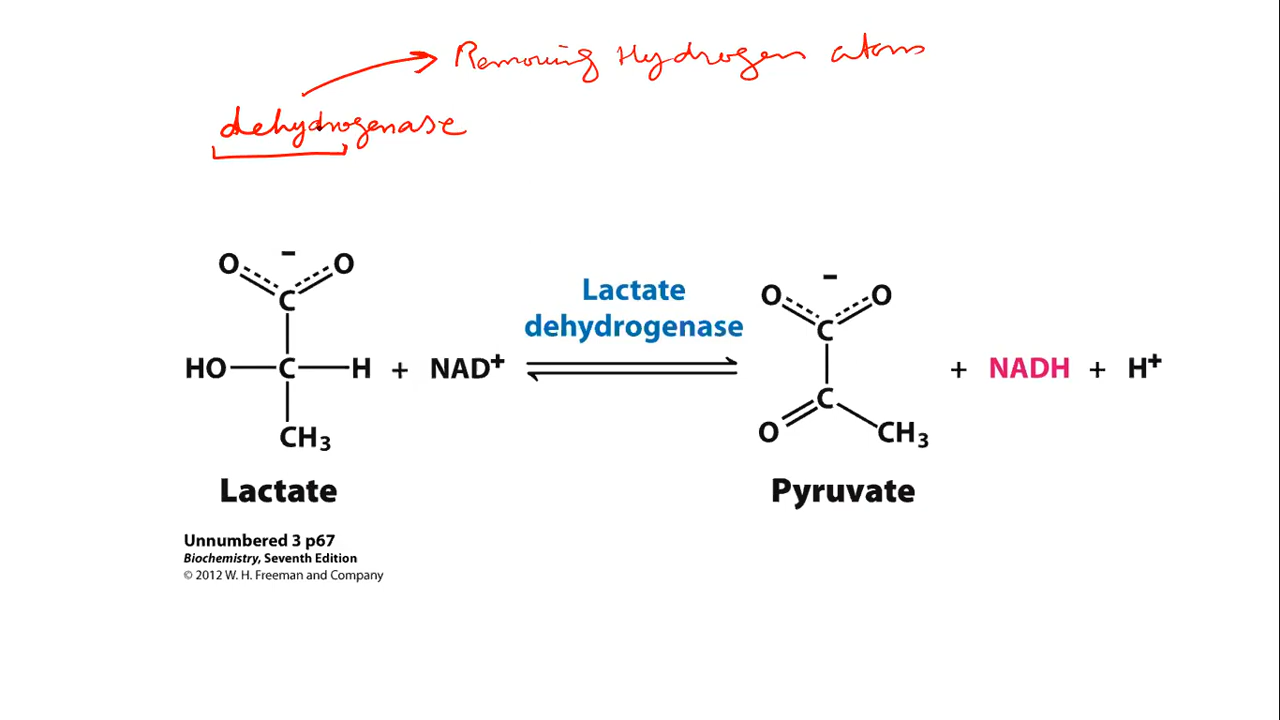 Removing Hydrogen atoms
dehydrogenase
O - O
C
HO C H + NAD+
CH3
Lactate
Lactate
dehydrogenase
- 
O O
C
C
O CH3
Pyruvate
+ NADH + H+
Unnumbered 3 p67
Biochemistry, Seventh Edition
© 2012 W. H. Freeman and Company